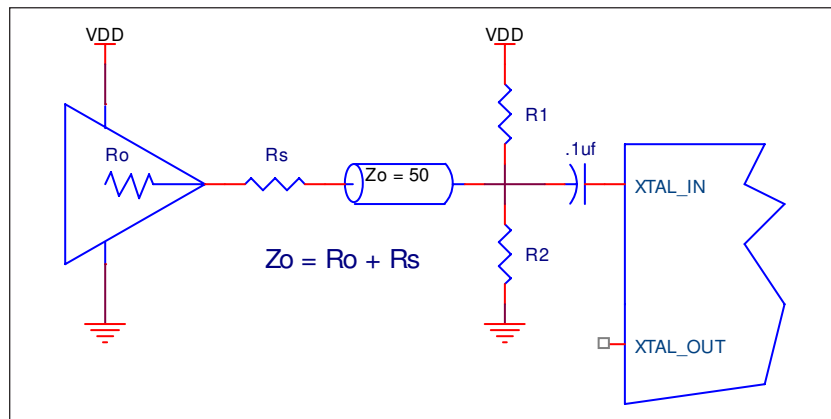 VDD
VDD
R1
Ro
Rs
Zo = 50
.1uf
XTAL_IN
Zo = Ro + Rs
R2
XTAL_OUT